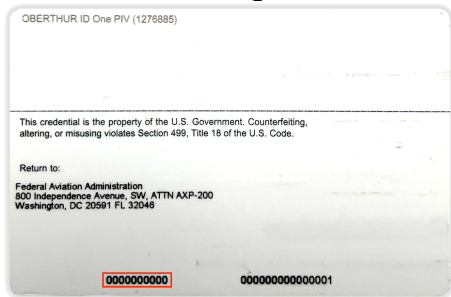 OBERTHUR ID One PIV (1276885)
This credential is the property of the U.S. Government. Counterfeiting,
altering, or misusing violates Section 499, Title 18 of the U.S. Code.
Return to:
Federal Aviation Administration
800 Independence Avenue, SW, ATTN AXP-200
Washington, DC 20591 FL 32046
0000000000 000000000000001